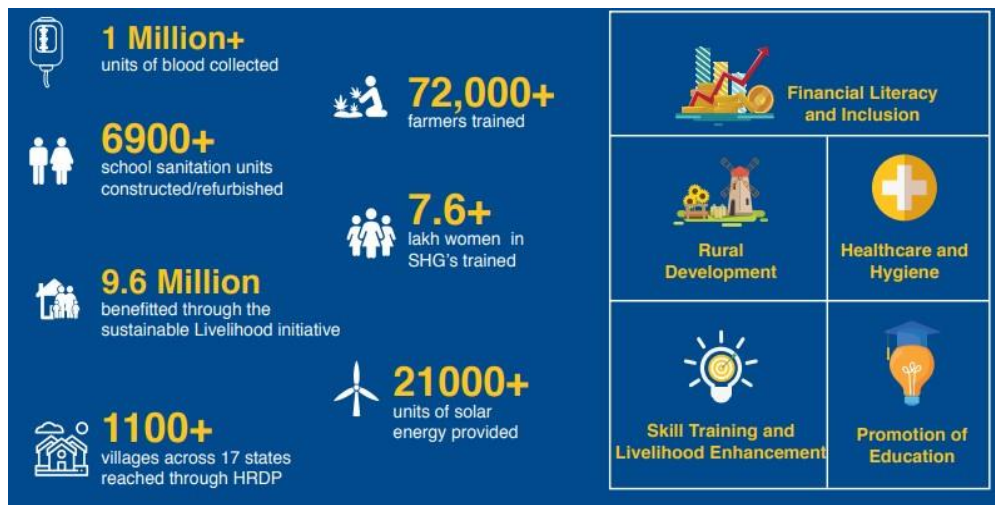 1 Million+
units of blood collected
6900+
school sanitation units
constructed/refurbished
9.6 Million
benefitted through the
sustainable Livelihood initiative
1100+
villages across 17 states
reached through HRDP
72,000+
farmers trained
7.6+
lakh women in
SHG's trained
21000+
units of solar
energy provided
Financial Literacy
and Inclusion
Rural
Development
Healthcare and
Hygiene
Skill Training and
Livelihood Enhancement
Promotion of
Education